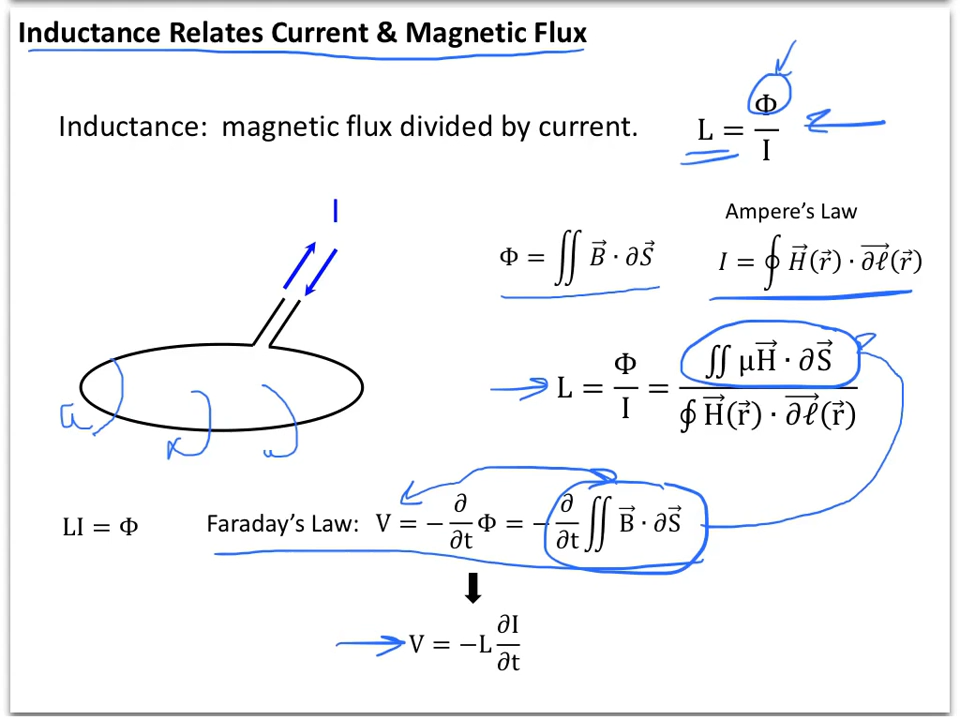 Inductance Relates Current & Magnetic Flux
Inductance: magnetic flux divided by current.
L = Φ / I
I
Ampere's Law
Φ = ∬ B⃗ · ∂S⃗
I = ∮ H⃗(r⃗) · ∂ℓ⃗(r⃗)
L = Φ / I = ∬ μH⃗ · ∂S⃗ / ∮ H⃗(r⃗) · ∂ℓ⃗(r⃗)
LI = Φ
Faraday's Law: V = − ∂/∂t Φ = − ∂/∂t ∬ B⃗ · ∂S⃗
V = −L ∂I/∂t